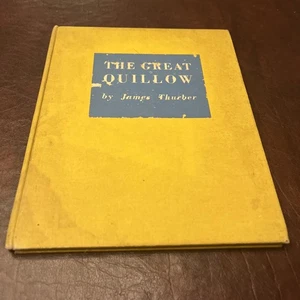 THE GREAT
QUILLOW
by James Thurber